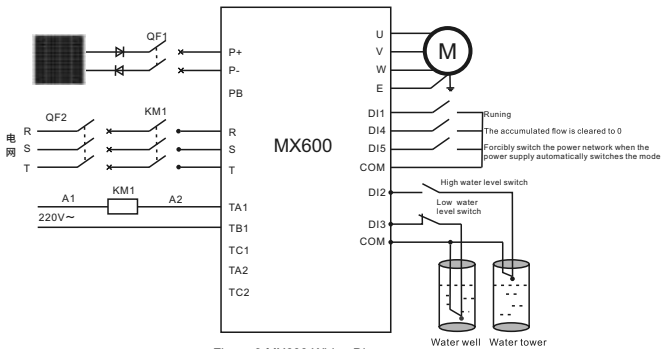 QF1
P+
P-
PB
QF2
KM1
电网
R
S
T
R
S
T
KM1
A1
A2
220V~
TA1
TB1
TC1
TA2
TC2
MX600
U
V
W
E
M
DI1
DI4
DI5
COM
Runing
The accumulated flow is cleared to 0
Forcibly switch the power network when the
power supply automatically switches the mode
DI2
High water level switch
DI3
Low water
level switch
COM
Water well
Water tower